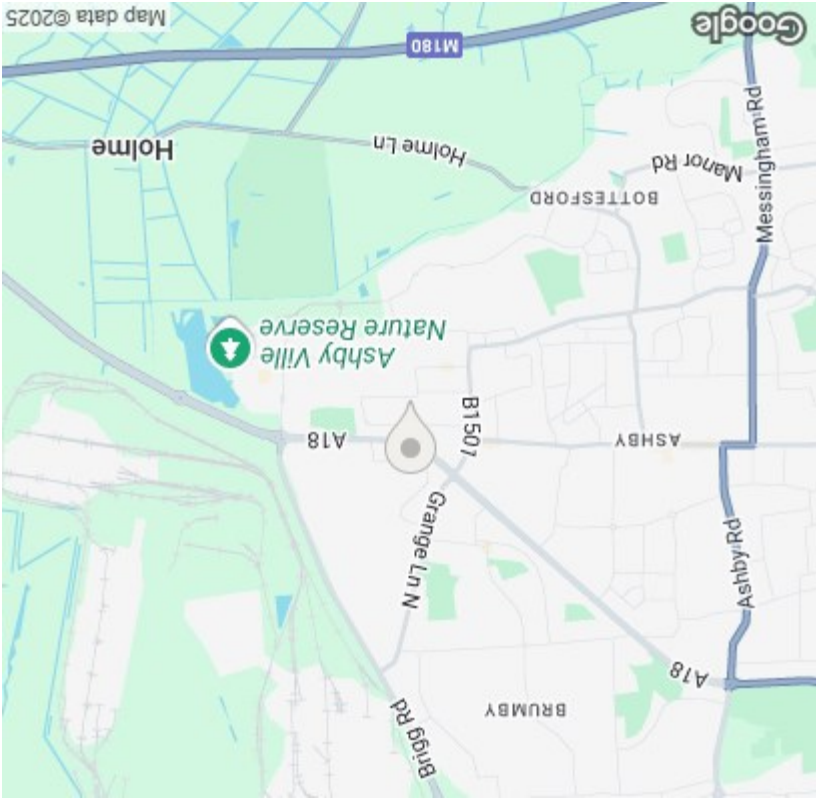 Brigg Rd
BRUMBY
A18
Grange Ln N
Ashby Rd
A18
ASHBY
B1501
Ashby Ville
Nature Reserve
Messingham Rd
BOTTESFORD
Manor Rd
Holme Ln
Holme
M180
Google
Map data ©2025